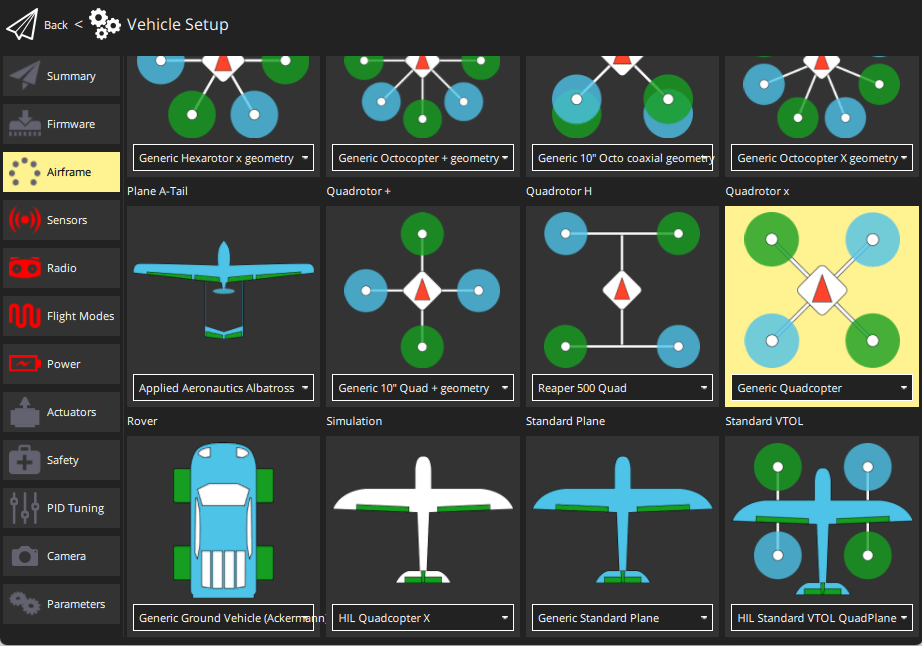 Back < Vehicle Setup
Summary
Firmware
Airframe
Sensors
Radio
Flight Modes
Power
Actuators
Safety
PID Tuning
Camera
Parameters
Generic Hexarotor x geometry
Generic Octocopter + geometry
Generic 10" Octo coaxial geometry
Generic Octocopter X geometry
Plane A-Tail
Quadrotor +
Quadrotor H
Quadrotor x
Applied Aeronautics Albatross
Generic 10" Quad + geometry
Reaper 500 Quad
Generic Quadcopter
Rover
Simulation
Standard Plane
Standard VTOL
Generic Ground Vehicle (Ackermann)
HIL Quadcopter X
Generic Standard Plane
HIL Standard VTOL QuadPlane